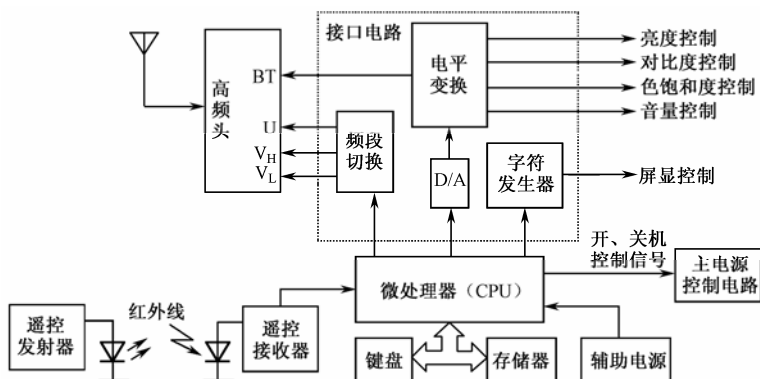 接口电路
高
频
头
BT
U
VH
VL
电平
变换
频段
切换
D/A
字符
发生器
亮度控制
对比度控制
色饱和度控制
音量控制
屏显控制
开、关机
控制信号
主电源
控制电路
微处理器（CPU）
遥控
发射器
红外线
遥控
接收器
键盘
存储器
辅助电源